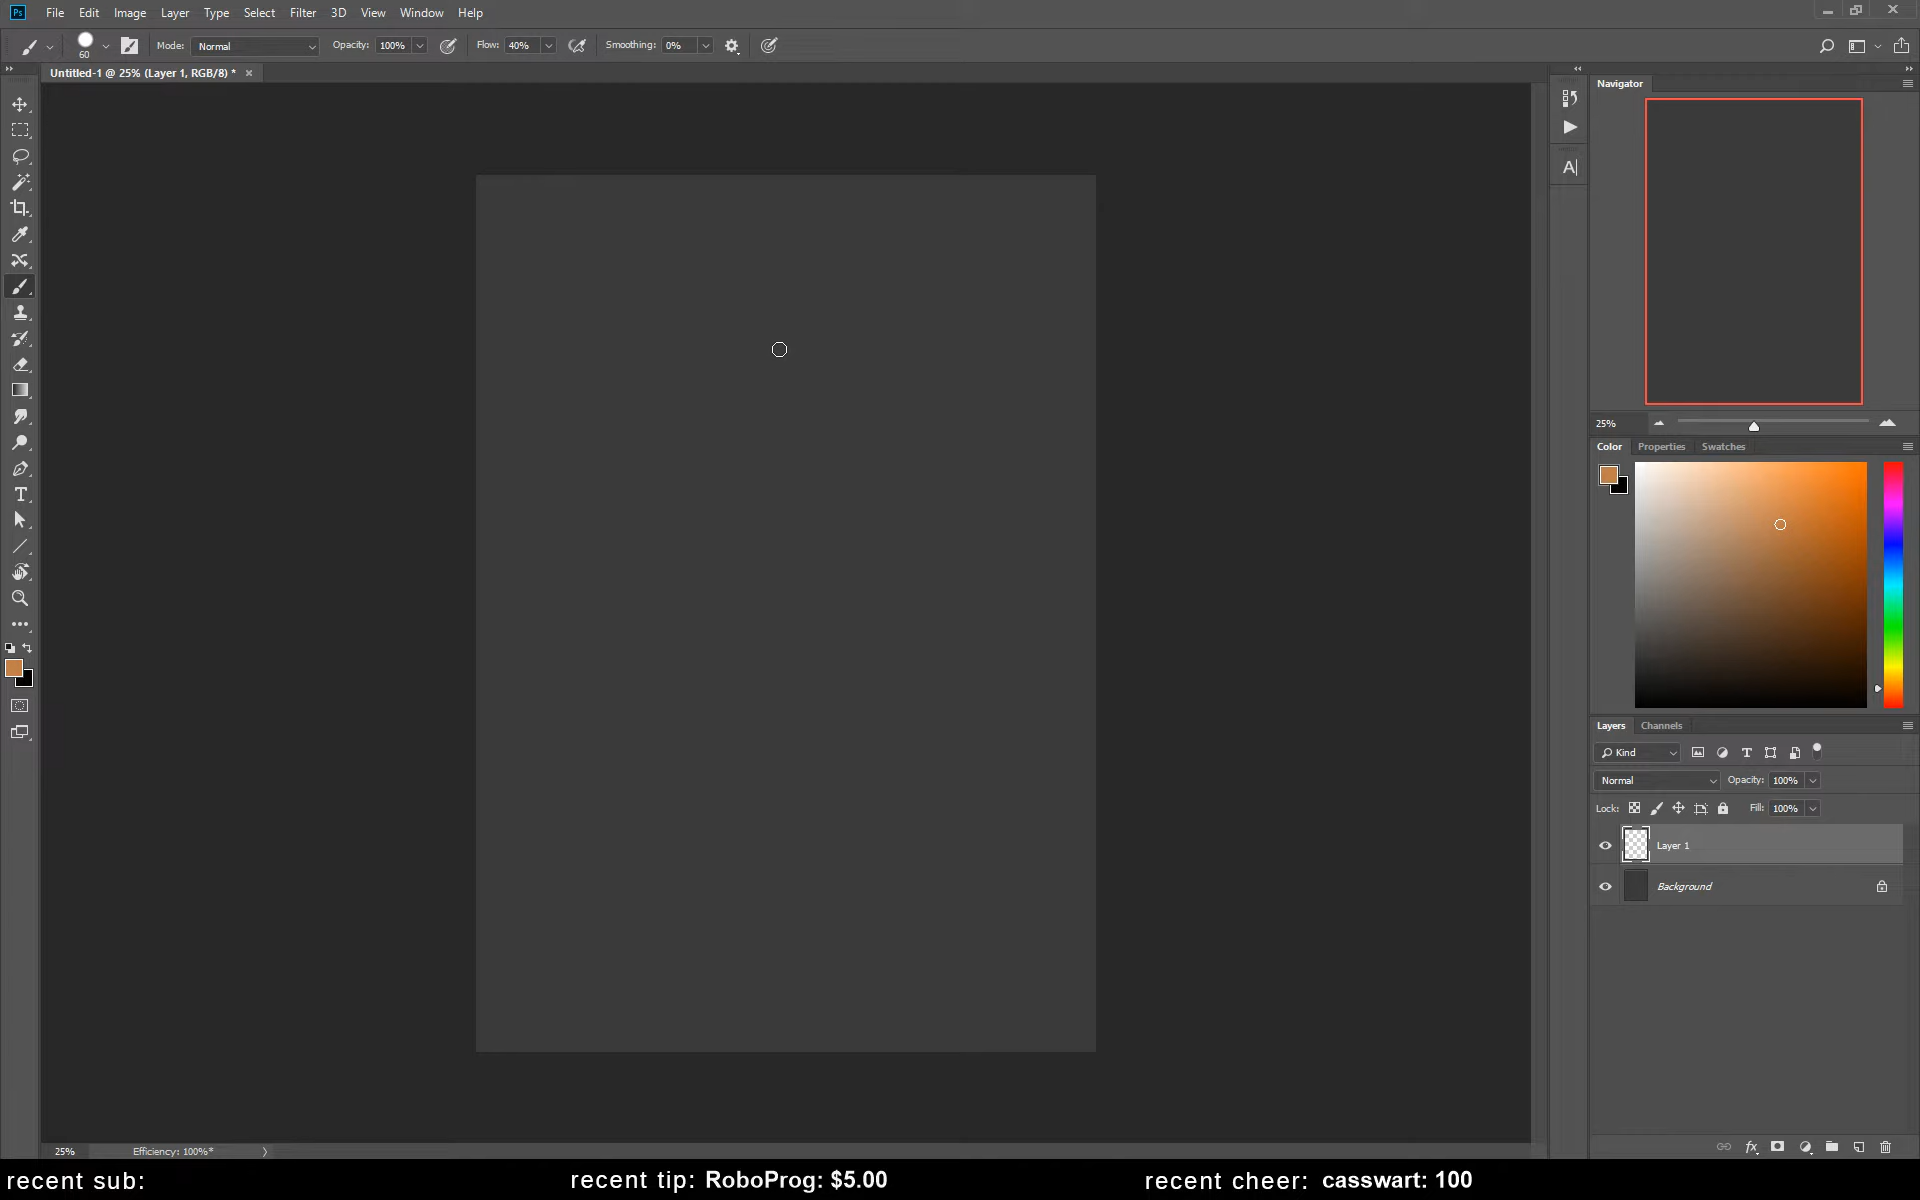 Ps File Edit Image Layer Type Select Filter 3D View Window Help
60 Mode: Normal Opacity: 100% Flow: 40% Smoothing: 0%
Untitled-1 @ 25% (Layer 1, RGB/8) *
Navigator
25%
Color Properties Swatches
Layers Channels
Kind
Normal Opacity: 100%
Lock: Fill: 100%
Layer 1
Background
25% Efficiency: 100%*
recent sub: recent tip: RoboProg: $5.00 recent cheer: casswart: 100